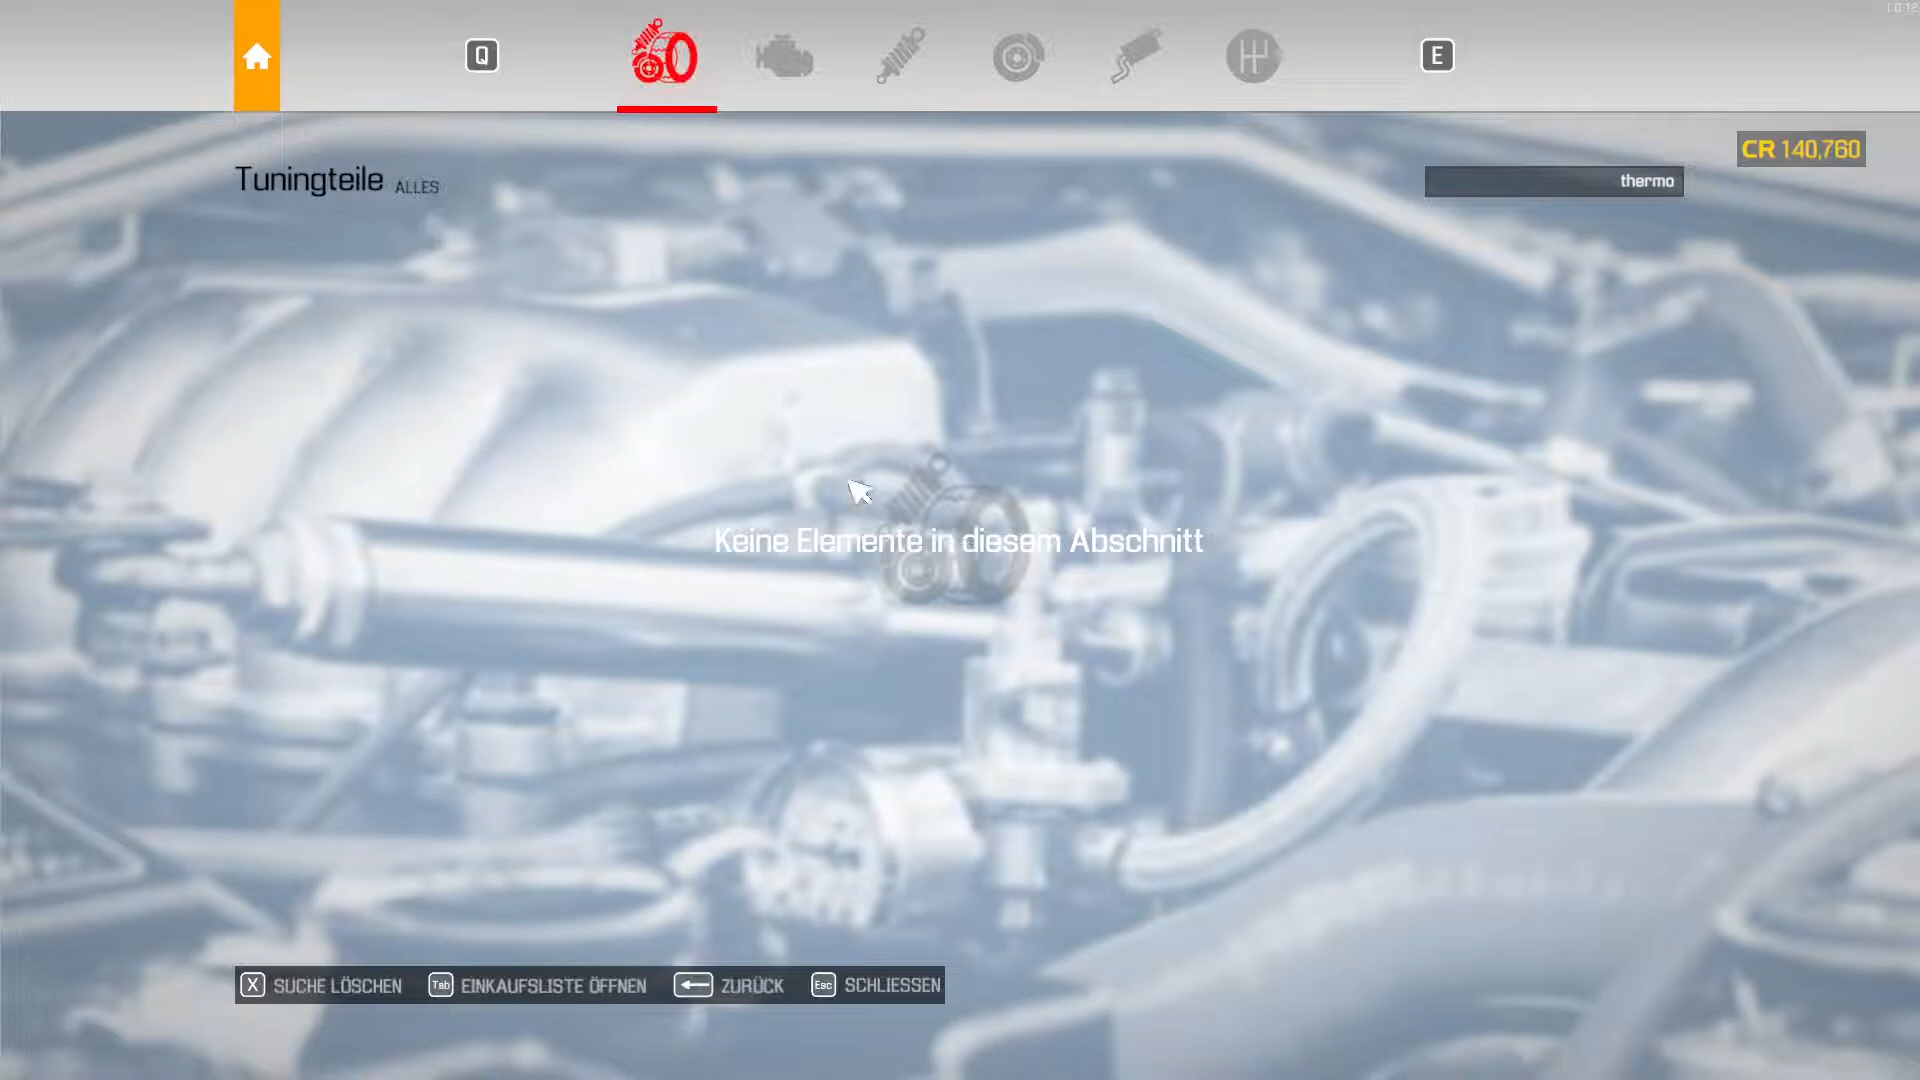 Q
E
CR 140,760
Tuningteile ALLES
thermo
Keine Elemente in diesem Abschnitt
X SUCHE LÖSCHEN Tab EINKAUFSLISTE ÖFFNEN ZURÜCK Esc SCHLIESSEN